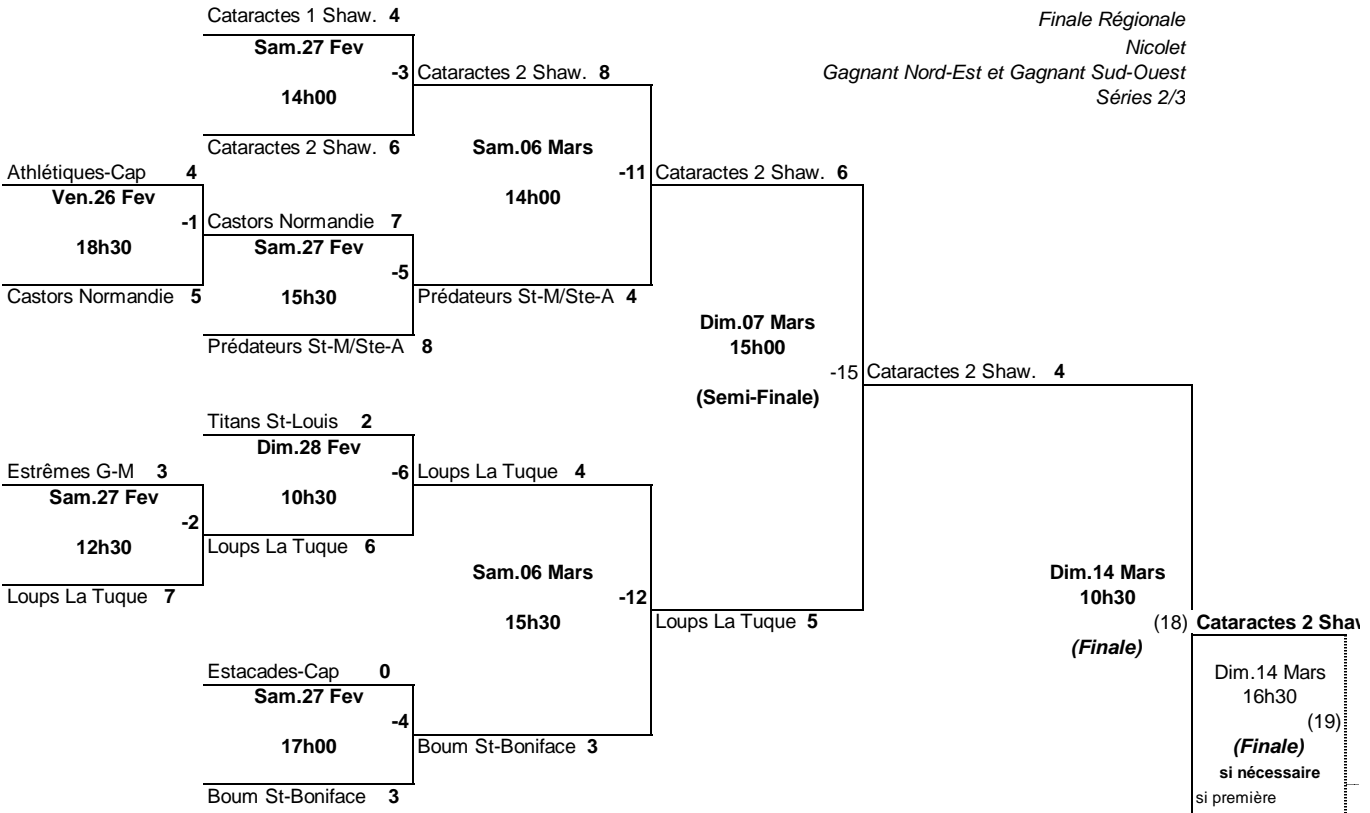 Cataractes 1 Shaw. 4
Finale Régionale
Sam.27 Fev
Nicolet
-3 Cataractes 2 Shaw. 8
Gagnant Nord-Est et Gagnant Sud-Ouest
14h00
Séries 2/3
Cataractes 2 Shaw. 6
Sam.06 Mars
Athlétiques-Cap 4
-11 Cataractes 2 Shaw. 6
Ven.26 Fev
14h00
-1 Castors Normandie 7
18h30
Sam.27 Fev
-5
Castors Normandie 5
15h30
Prédateurs St-M/Ste-A 4
Dim.07 Mars
Prédateurs St-M/Ste-A 8
15h00
-15 Cataractes 2 Shaw. 4
(Semi-Finale)
Titans St-Louis 2
Dim.28 Fev
Estrêmes G-M 3
-6 Loups La Tuque 4
Sam.27 Fev
10h30
-2
12h30
Loups La Tuque 6
Sam.06 Mars
Dim.14 Mars
Loups La Tuque 7
-12
10h30
15h30
Loups La Tuque 5
(18) Cataractes 2 Shaw
(Finale)
Estacades-Cap 0
Dim.14 Mars
Sam.27 Fev
16h30
-4
(19)
17h00
Boum St-Boniface 3
(Finale)
si nécessaire
Boum St-Boniface 3
si première